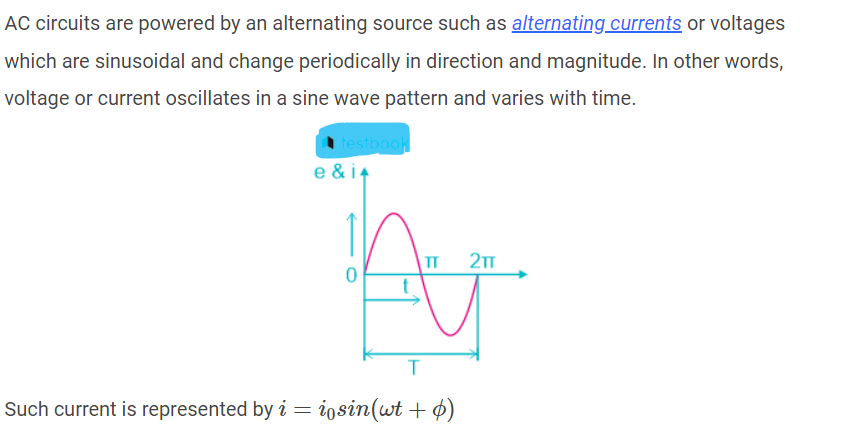 AC circuits are powered by an alternating source such as alternating currents or voltages
which are sinusoidal and change periodically in direction and magnitude. In other words,
voltage or current oscillates in a sine wave pattern and varies with time.
testbook
e & i
π 2π
0
t
T
Such current is represented by i = i₀sin(ωt + ϕ)